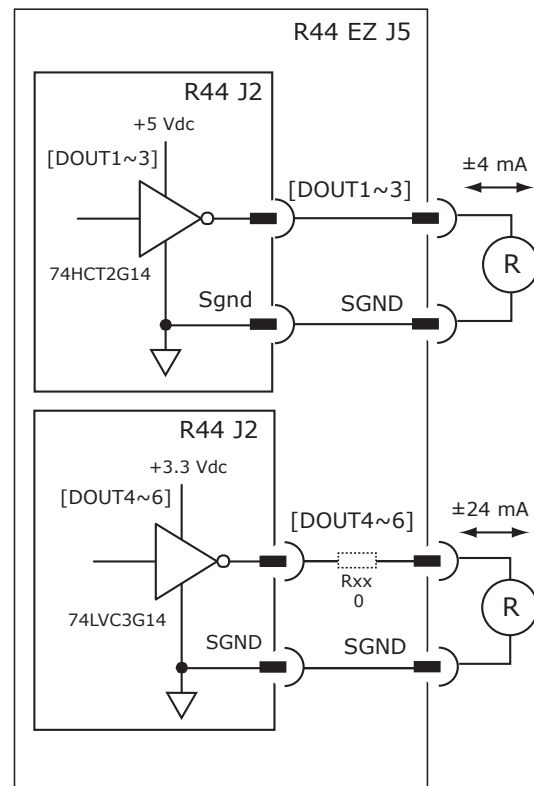 R44 EZ J5
R44 J2
+5 Vdc
[DOUT1~3]
[DOUT1~3]
±4 mA
R
74HCT2G14
Sgnd
SGND
R44 J2
+3.3 Vdc
[DOUT4~6]
[DOUT4~6]
±24 mA
Rxx
0
R
74LVC3G14
SGND
SGND